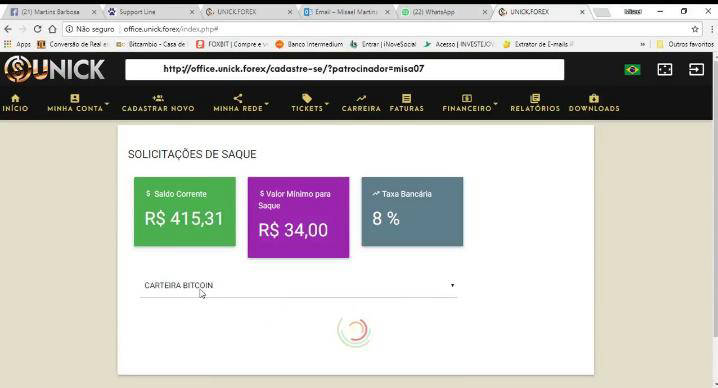 (21) Martins Barbosa
Support Line
UNICK.FOREX
Email – Misael Martins
(22) WhatsApp
UNICK.FOREX
Misael
Não seguro | office.unick.forex/index.php#
Apps
Conversão de Real e
Bitcambio - Casa de
FOXBIT | Compre e v
Banco Intermedium
Entrar | iNoveSocial
Acesso | INVESTEJO
Extrator de E-mails
Outros favoritos
UNICK
http://office.unick.forex/cadastre-se/?patrocinador=misa07
INÍCIO
MINHA CONTA
CADASTRAR NOVO
MINHA REDE
TICKETS
CARREIRA
FATURAS
FINANCEIRO
RELATÓRIOS
DOWNLOADS
SOLICITAÇÕES DE SAQUE
$ Saldo Corrente
R$ 415,31
$ Valor Mínimo para
Saque
R$ 34,00
Taxa Bancária
8 %
CARTEIRA BITCOIN